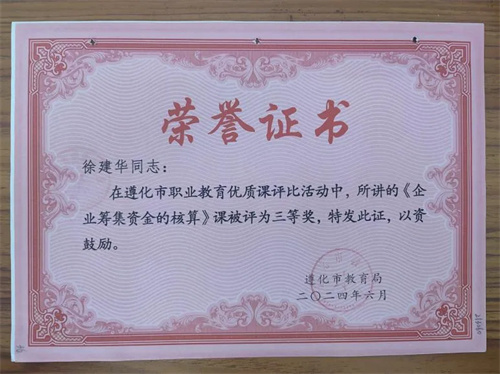 荣誉证书
徐建华同志：
在遵化市职业教育优质课评比活动中，所讲的《企
业筹集资金的核算》课被评为三等奖，特发此证，以资
鼓励。
遵化市教育局
二〇二四年六月